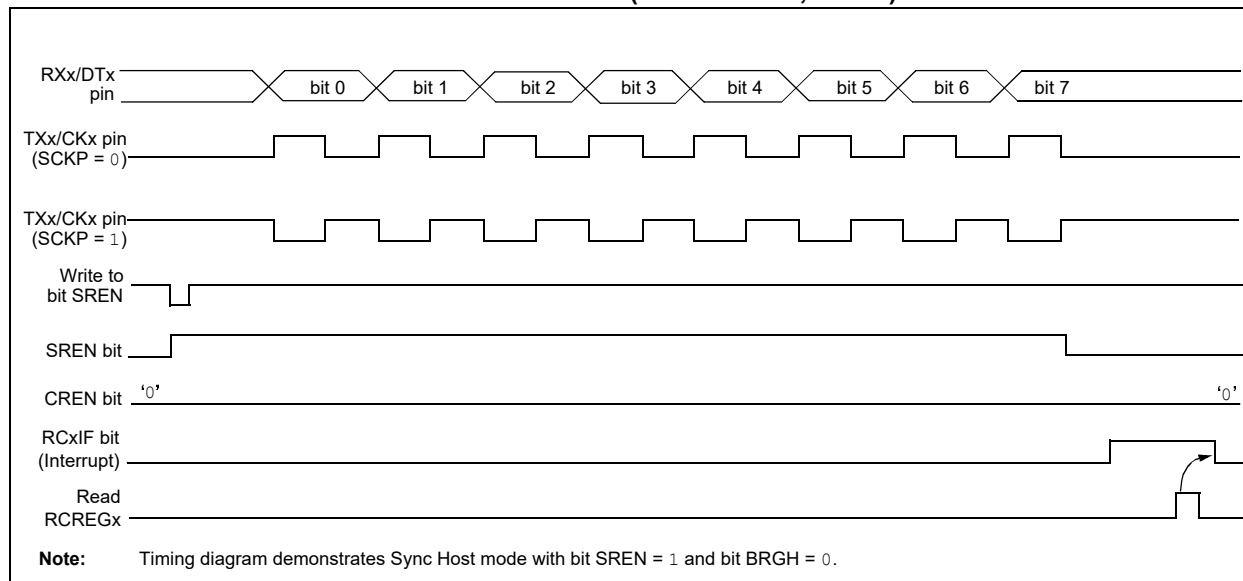 RXx/DTx
pin
bit 0 bit 1 bit 2 bit 3 bit 4 bit 5 bit 6 bit 7
TXx/CKx pin
(SCKP = 0)
TXx/CKx pin
(SCKP = 1)
Write to
bit SREN
SREN bit
CREN bit ‘0’ ‘0’
RCxIF bit
(Interrupt)
Read
RCREGx
Note: Timing diagram demonstrates Sync Host mode with bit SREN = 1 and bit BRGH = 0.